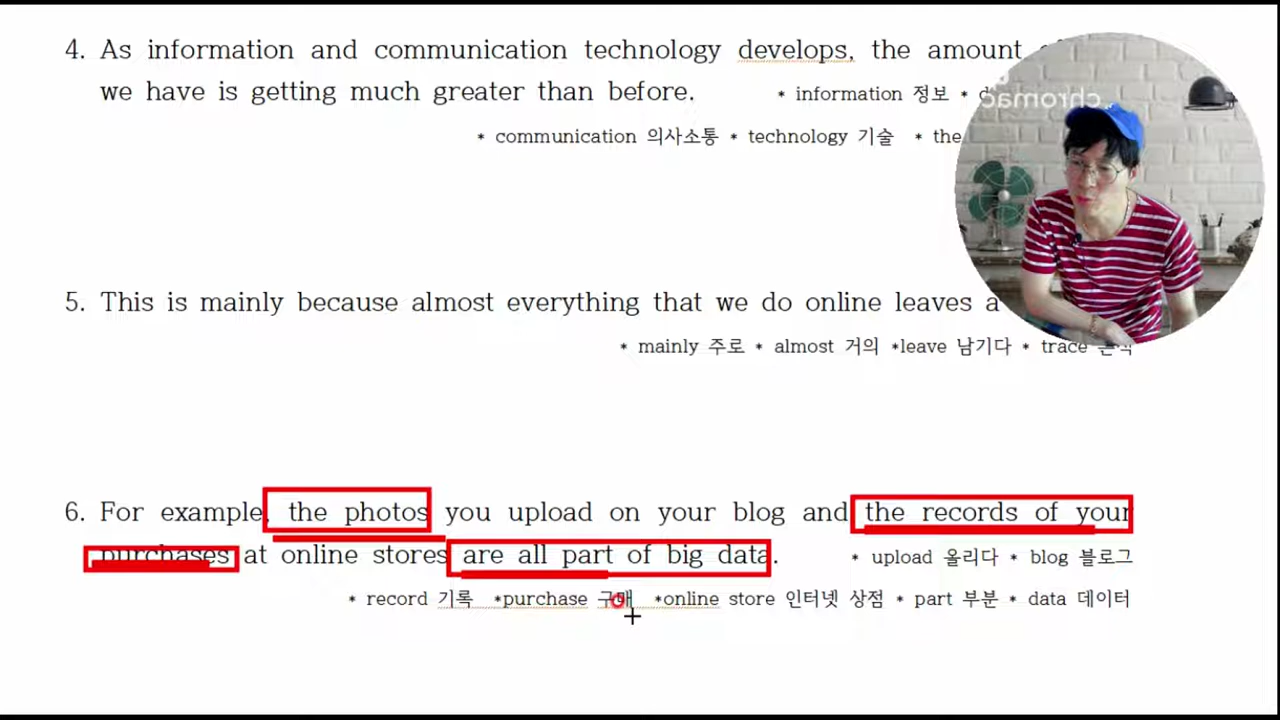 4. As information and communication technology develops, the amount
we have is getting much greater than before. * information 정보 *
* communication 의사소통 * technology 기술 * the
chromac
5. This is mainly because almost everything that we do online leaves a
* mainly 주로 * almost 거의 *leave 남기다 * trace
6. For example, the photos you upload on your blog and the records of your
purchases at online stores are all part of big data. * upload 올리다 * blog 블로그
* record 기록 *purchase 구매 *online store 인터넷 상점 * part 부분 * data 데이터